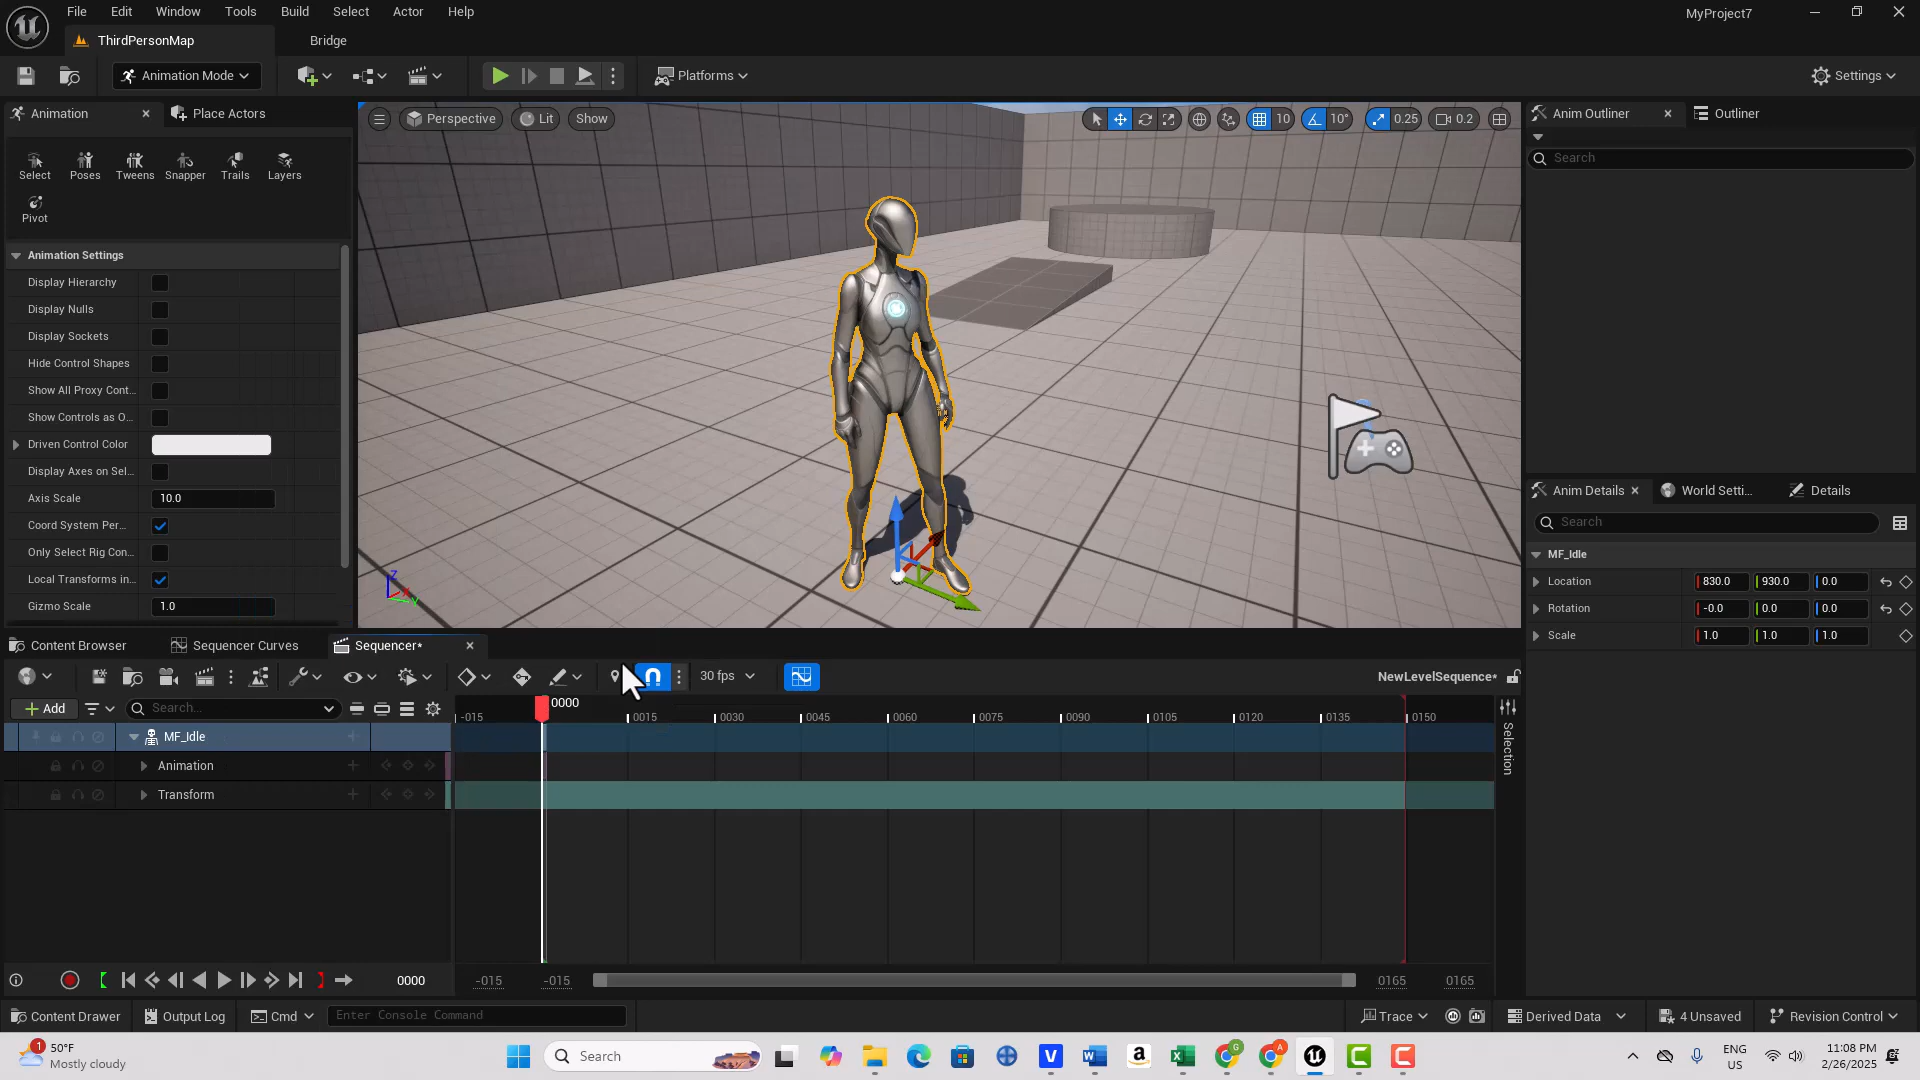 File Edit Window Tools Build Select Actor Help
MyProject7
ThirdPersonMap
Bridge
Animation Mode
Platforms
Settings
Animation
Place Actors
Perspective
Lit
Show
10
10°
0.25
0.2
Anim Outliner
Outliner
Search
Select
Poses
Tweens
Snapper
Trails
Layers
Pivot
Animation Settings
Display Hierarchy
Display Nulls
Display Sockets
Hide Control Shapes
Show All Proxy Cont...
Show Controls as O...
Driven Control Color
Display Axes on Sel...
Axis Scale 10.0
Coord System Per...
Only Select Rig Con...
Local Transforms in...
Gizmo Scale 1.0
Z
X
Y
Anim Details
World Setti...
Details
Search
MF_Idle
Location 830.0 930.0 0.0
Rotation -0.0 0.0 0.0
Scale 1.0 1.0 1.0
Content Browser
Sequencer Curves
Sequencer*
30 fps
NewLevelSequence*
Add
Search...
0000
-015 0015 0030 0045 0060 0075 0090 0105 0120 0135 0150
MF_Idle
Animation
Transform
Selection
0000
-015 -015 0165 0165
Content Drawer
Output Log
Cmd
Enter Console Command
Trace
Derived Data
4 Unsaved
Revision Control
1
50°F
Mostly cloudy
Search
G
A
ENG
US
11:08 PM
2/26/2025